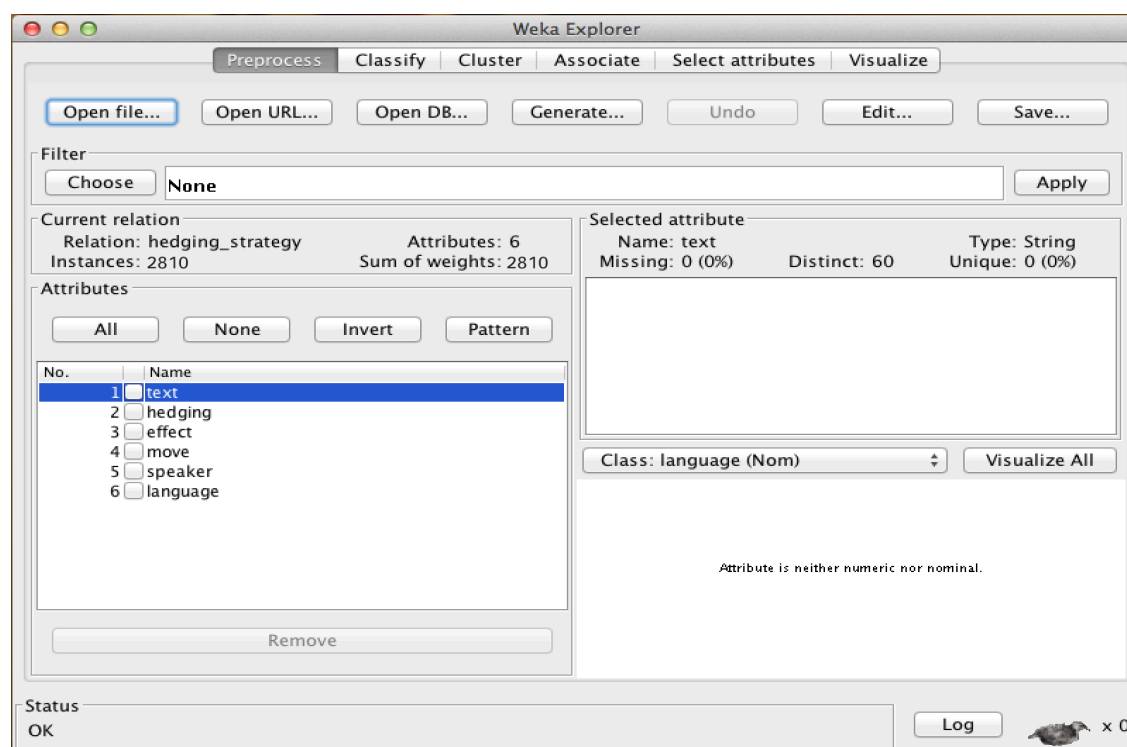 Weka Explorer
Preprocess Classify Cluster Associate Select attributes Visualize
Open file... Open URL... Open DB... Generate... Undo Edit... Save...
Filter
Choose None Apply
Current relation
Relation: hedging_strategy Attributes: 6
Instances: 2810 Sum of weights: 2810
Selected attribute
Name: text Type: String
Missing: 0 (0%) Distinct: 60 Unique: 0 (0%)
Attributes
All None Invert Pattern
No. Name
1 text
2 hedging
3 effect
4 move
5 speaker
6 language
Remove
Class: language (Nom) Visualize All
Attribute is neither numeric nor nominal.
Status
OK
Log x 0